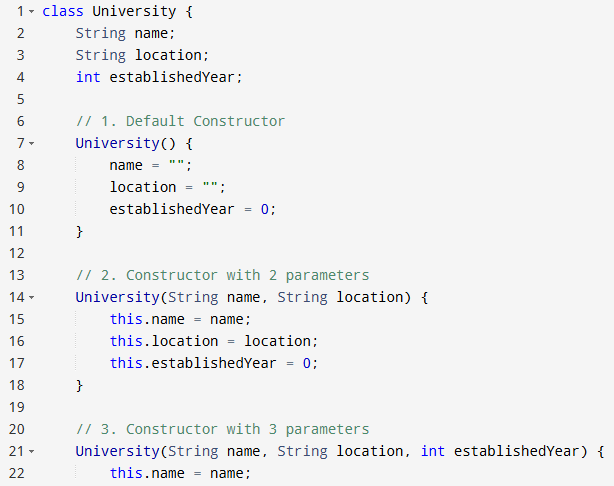 1 class University {
2     String name;
3     String location;
4     int establishedYear;
5
6     // 1. Default Constructor
7     University() {
8         name = "";
9         location = "";
10         establishedYear = 0;
11     }
12
13     // 2. Constructor with 2 parameters
14     University(String name, String location) {
15         this.name = name;
16         this.location = location;
17         this.establishedYear = 0;
18     }
19
20     // 3. Constructor with 3 parameters
21     University(String name, String location, int establishedYear) {
22         this.name = name;